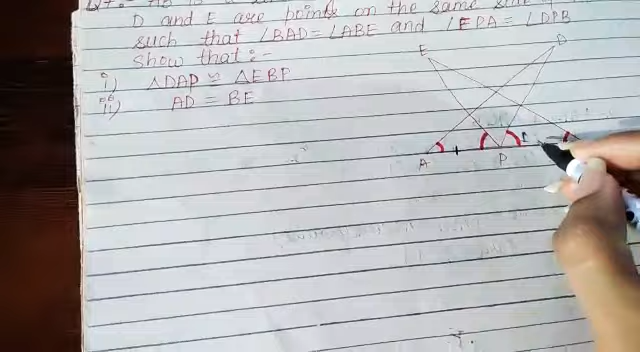 D and E are points on the same
such that ∠BAD = ∠ABE and ∠EPA = ∠DPB
Show that :-
i) △DAP ≅ △EBP
ii) AD = BE
E
D
A
P